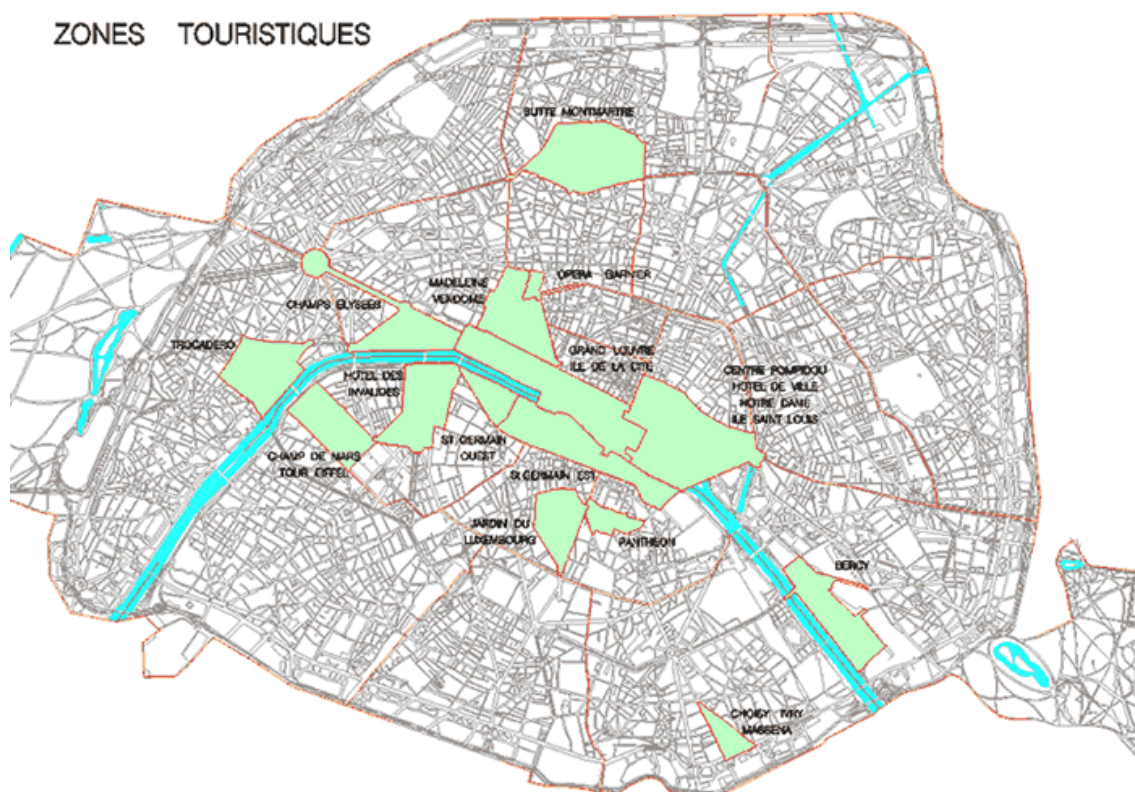 ZONES TOURISTIQUES
BUTTE MONTMARTRE
OPERA GARNIER
MADELEINE
VENDOME
CHAMPS ELYSEES
TROCADERO
GRAND LOUVRE
ILE DE LA CITE
CENTRE POMPIDOU
HOTEL DE VILLE
NOTRE DAME
ILE SAINT LOUIS
HOTEL DES
INVALIDES
ST GERMAIN
OUEST
CHAMP DE MARS
TOUR EIFFEL
St GERMAIN EST
JARDIN DU
LUXEMBOURG
PANTHEON
BERCY
CHOISY IVRY
MASSENA